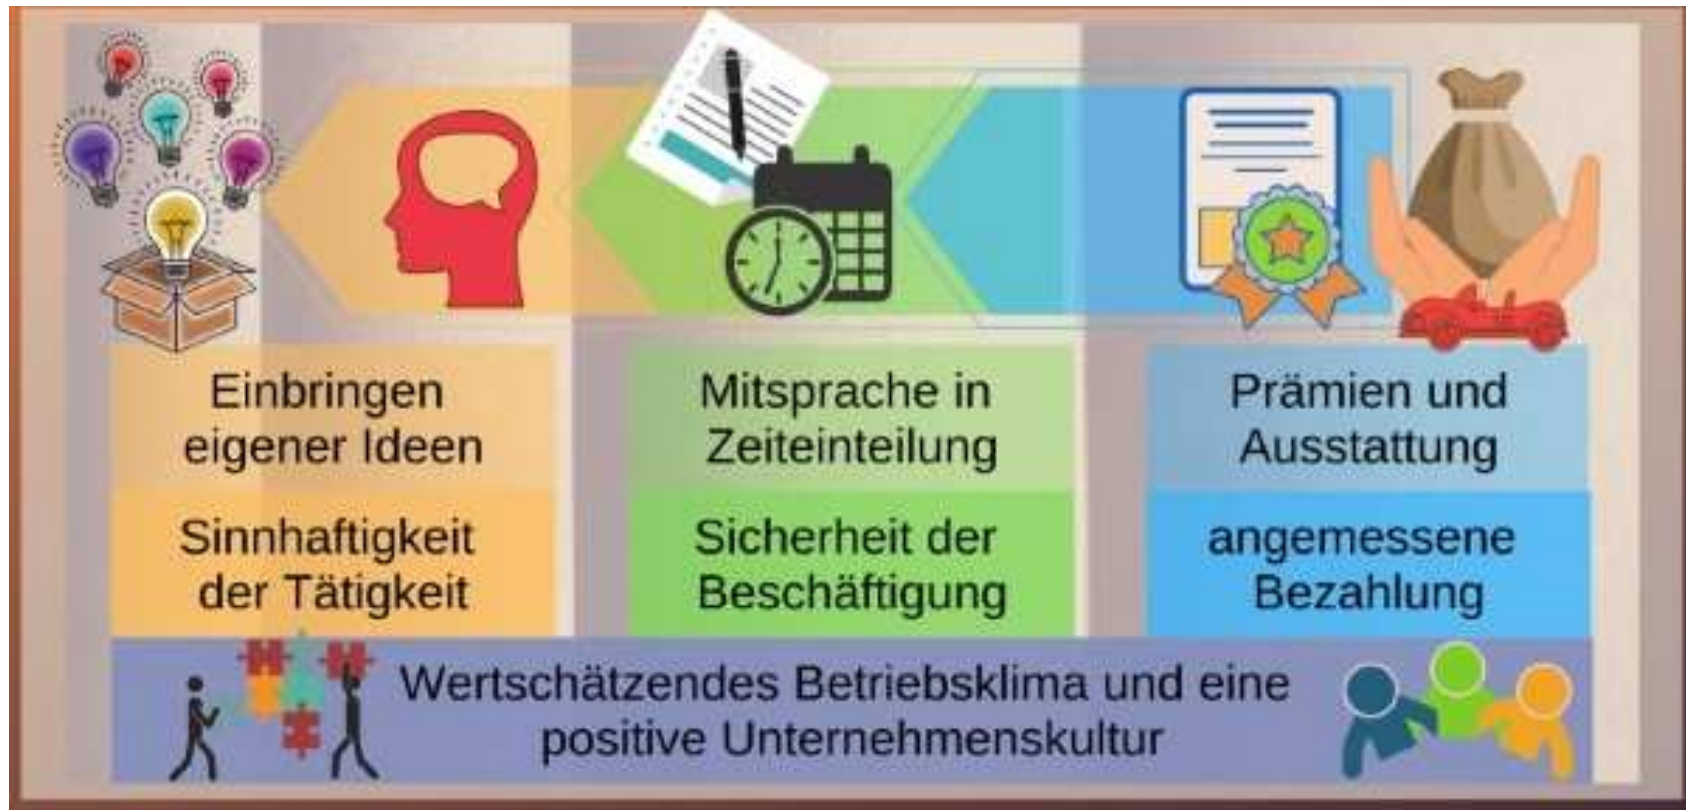 Einbringen
eigener Ideen
Mitsprache in
Zeiteinteilung
Prämien und
Ausstattung
Sinnhaftigkeit
der Tätigkeit
Sicherheit der
Beschäftigung
angemessene
Bezahlung
Wertschätzendes Betriebsklima und eine
positive Unternehmenskultur